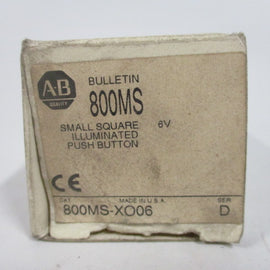 AB
QUALITY
BULLETIN
800MS
SMALL SQUARE 6V
ILLUMINATED
PUSH BUTTON
CE
CAT. MADE IN U.S.A. SER.
800MS-XO06 D